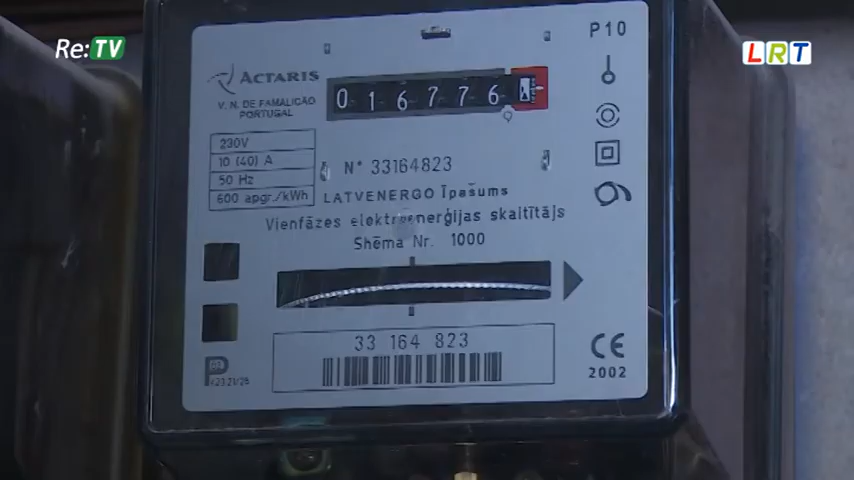 Re:TV
LRT
P10
ACTARIS
V. N. DE FAMALICÃO
PORTUGAL
016776
230V
10 (40) A
50 Hz
600 apgr./kWh
N° 33164823
LATVENERGO Īpašums
Vienfāzes elektroenerģijas skaitītājs
Shēma Nr. 1000
33 164 823
CE
2002